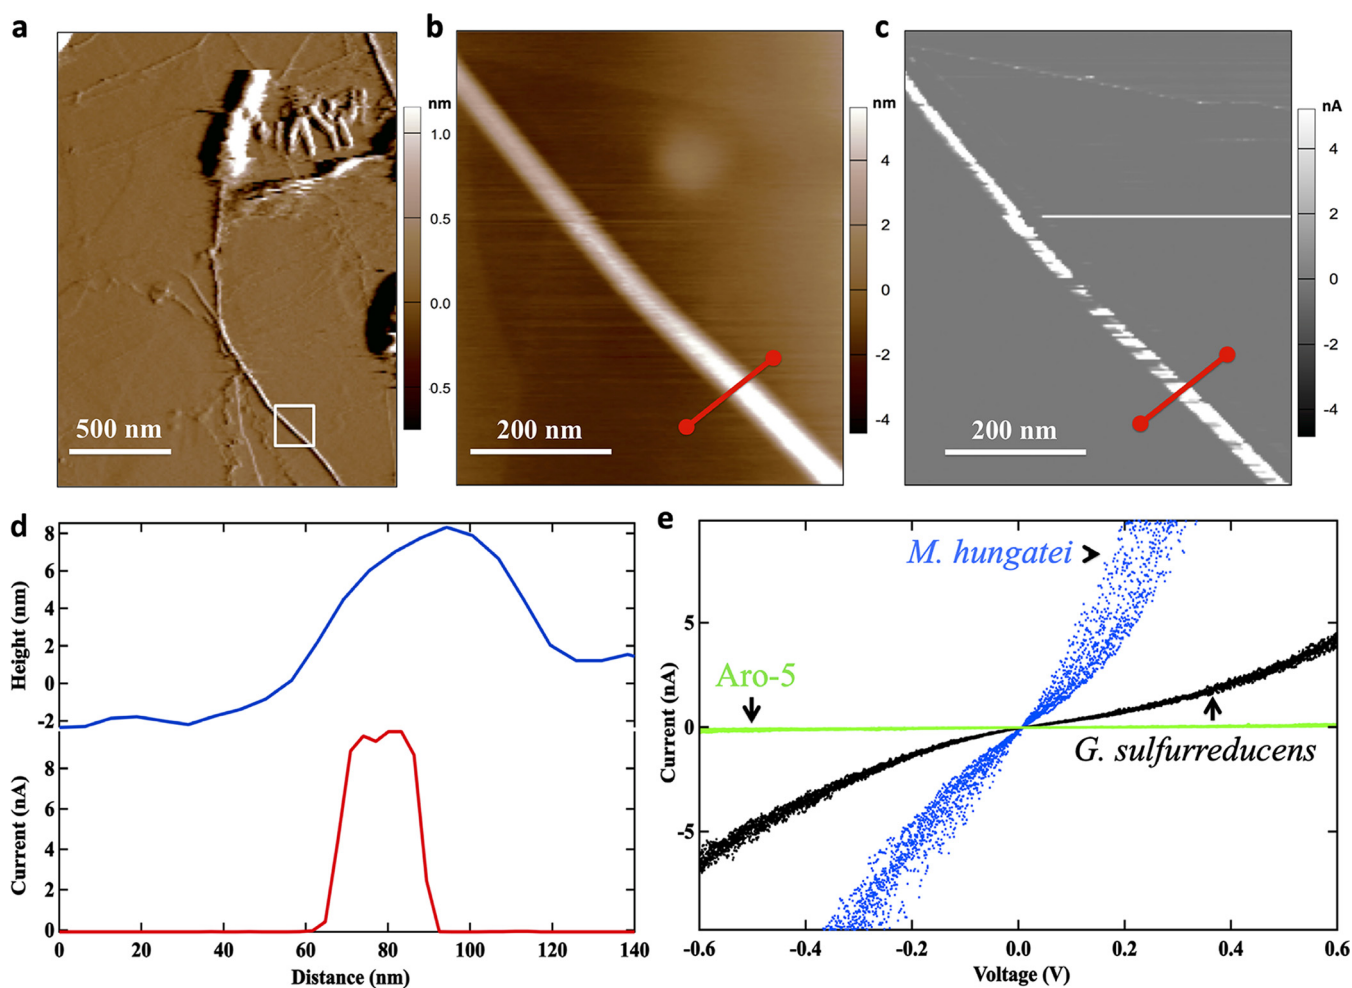 a
nm
1.0
0.5
0.0
-0.5
500 nm
b
nm
4
2
0
-2
-4
200 nm
c
nA
4
2
0
-2
-4
200 nm
d
Height (nm)
8
6
4
2
0
-2
Current (nA)
8
6
4
2
0
0 20 40 60 80 100 120 140
Distance (nm)
e
Current (nA)
5
0
-5
M. hungatei
Aro-5
G. sulfurreducens
-0.6 -0.4 -0.2 0.0 0.2 0.4 0.6
Voltage (V)